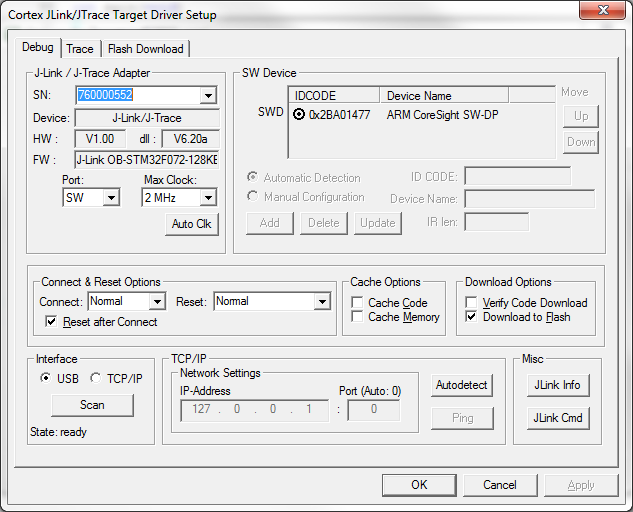 Cortex JLink/JTrace Target Driver Setup
Debug Trace Flash Download
J-Link / J-Trace Adapter
SN: 760000552
Device: J-Link/J-Trace
HW : V1.00 dll : V6.20a
FW : J-Link OB-STM32F072-128KB
Port: Max Clock:
SW 2 MHz
Auto Clk
SW Device
IDCODE Device Name Move
SWD 0x2BA01477 ARM CoreSight SW-DP Up
Down
Automatic Detection ID CODE:
Manual Configuration Device Name:
Add Delete Update IR len:
Connect & Reset Options
Connect: Normal Reset: Normal
Reset after Connect
Cache Options
Cache Code
Cache Memory
Download Options
Verify Code Download
Download to Flash
Interface
USB TCP/IP
Scan
State: ready
TCP/IP
Network Settings
IP-Address Port (Auto: 0)
127 . 0 . 0 . 1 : 0
Autodetect
Ping
Misc
JLink Info
JLink Cmd
OK Cancel Apply